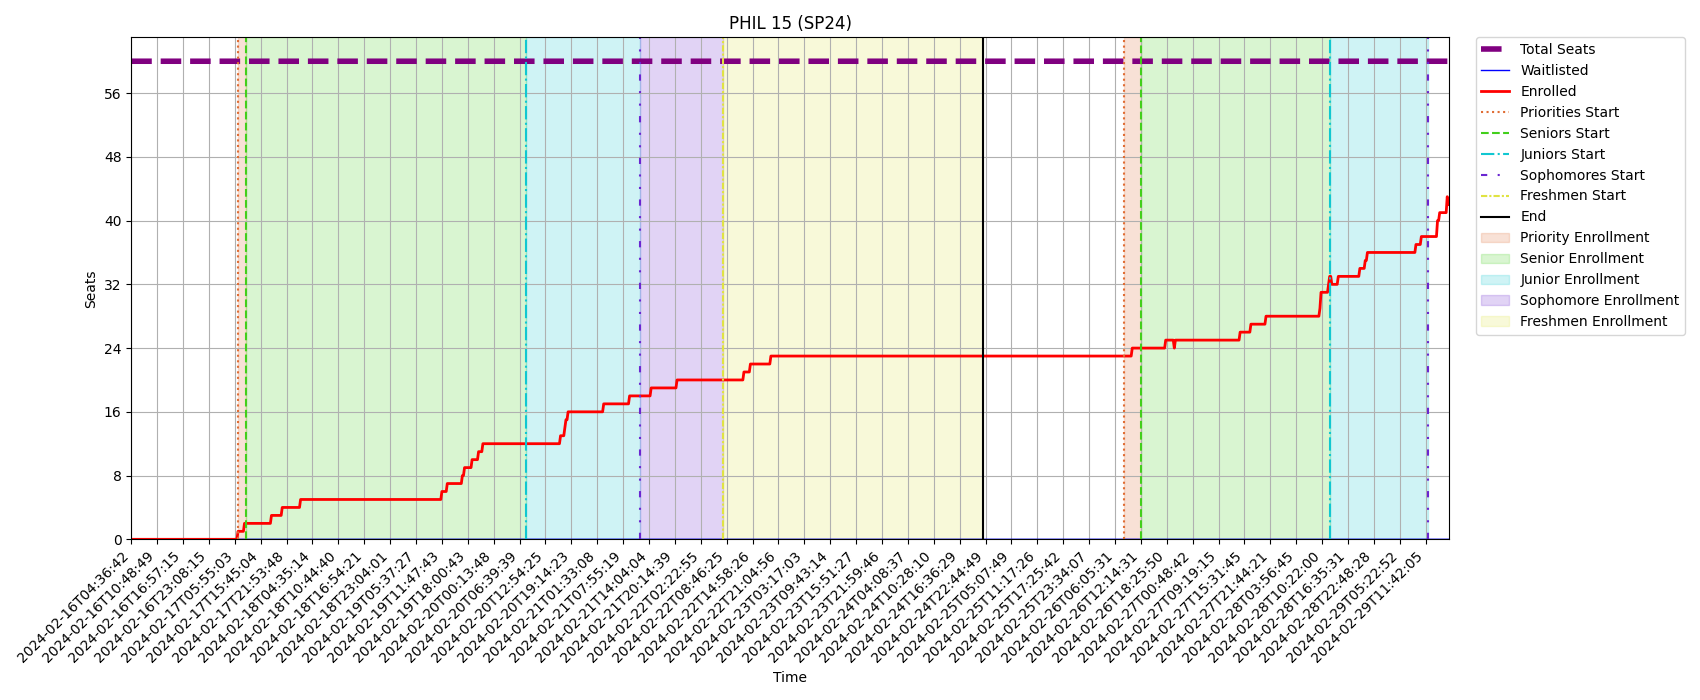 PHIL 15 (SP24)
Seats
56
48
40
32
24
16
8
0
2024-02-16T04:36:42
2024-02-16T10:48:49
2024-02-16T16:57:15
2024-02-16T23:08:15
2024-02-17T05:55:03
2024-02-17T15:45:04
2024-02-17T21:53:48
2024-02-18T04:35:14
2024-02-18T10:44:40
2024-02-18T16:54:21
2024-02-18T23:04:01
2024-02-19T05:37:27
2024-02-19T11:47:43
2024-02-19T18:00:43
2024-02-20T00:13:48
2024-02-20T06:39:39
2024-02-20T12:54:25
2024-02-20T19:14:23
2024-02-21T01:33:08
2024-02-21T07:55:19
2024-02-21T14:04:04
2024-02-21T20:14:39
2024-02-22T02:22:55
2024-02-22T08:46:25
2024-02-22T14:58:26
2024-02-22T21:04:56
2024-02-23T03:17:03
2024-02-23T09:43:14
2024-02-23T15:51:27
2024-02-23T21:59:46
2024-02-24T04:08:37
2024-02-24T10:28:10
2024-02-24T16:36:29
2024-02-24T22:44:49
2024-02-25T05:07:49
2024-02-25T11:17:26
2024-02-25T17:25:42
2024-02-25T23:34:07
2024-02-26T06:05:31
2024-02-26T12:14:31
2024-02-26T18:25:50
2024-02-27T00:48:42
2024-02-27T09:19:15
2024-02-27T15:31:45
2024-02-27T21:44:21
2024-02-28T03:56:45
2024-02-28T10:22:00
2024-02-28T16:35:31
2024-02-28T22:48:28
2024-02-29T05:22:52
2024-02-29T11:42:05
Time
Total Seats
Waitlisted
Enrolled
Priorities Start
Seniors Start
Juniors Start
Sophomores Start
Freshmen Start
End
Priority Enrollment
Senior Enrollment
Junior Enrollment
Sophomore Enrollment
Freshmen Enrollment